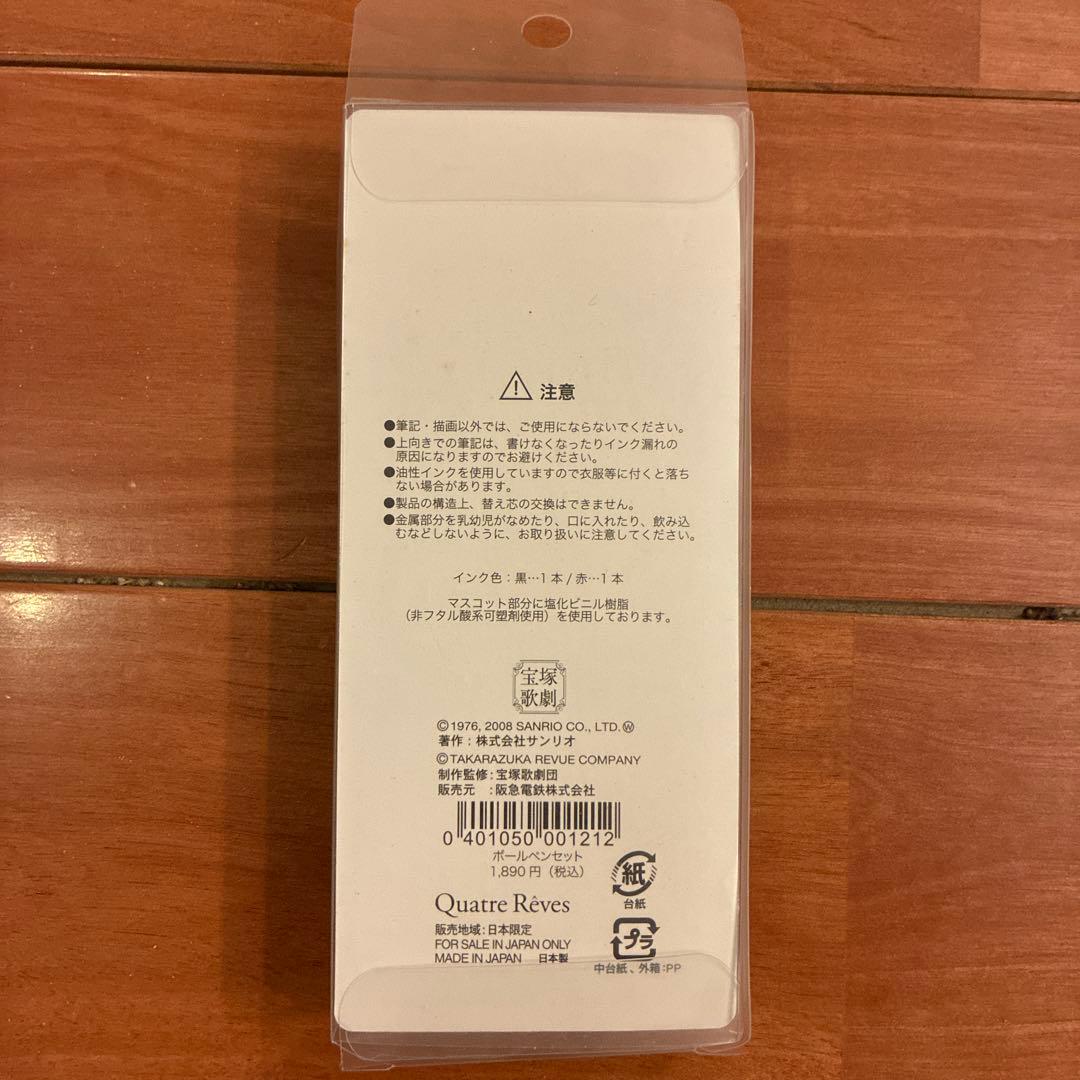 ⚠ 注意
●筆記・描画以外では、ご使用にならないでください。
●上向きでの筆記は、書けなくなったりインク漏れの
原因になりますのでお避けください。
●油性インクを使用していますので衣服等に付くと落ち
ない場合があります。
●製品の構造上、替え芯の交換はできません。
●金属部分を乳幼児がなめたり、口に入れたり、飲み込
むなどしないように、お取り扱いに注意してください。
インク色：黒…1本 / 赤…1本
マスコット部分に塩化ビニル樹脂
（非フタル酸系可塑剤使用）を使用しております。
宝塚
歌劇
©1976, 2008 SANRIO CO., LTD. Ⓦ
著作：株式会社サンリオ
©TAKARAZUKA REVUE COMPANY
制作監修：宝塚歌劇団
販売元　：阪急電鉄株式会社
0 401050 001212
ボールペンセット
1,890円（税込）
紙
台紙
Quatre Rêves
販売地域：日本限定
FOR SALE IN JAPAN ONLY
MADE IN JAPAN　日本製
プラ
中台紙、外箱：PP